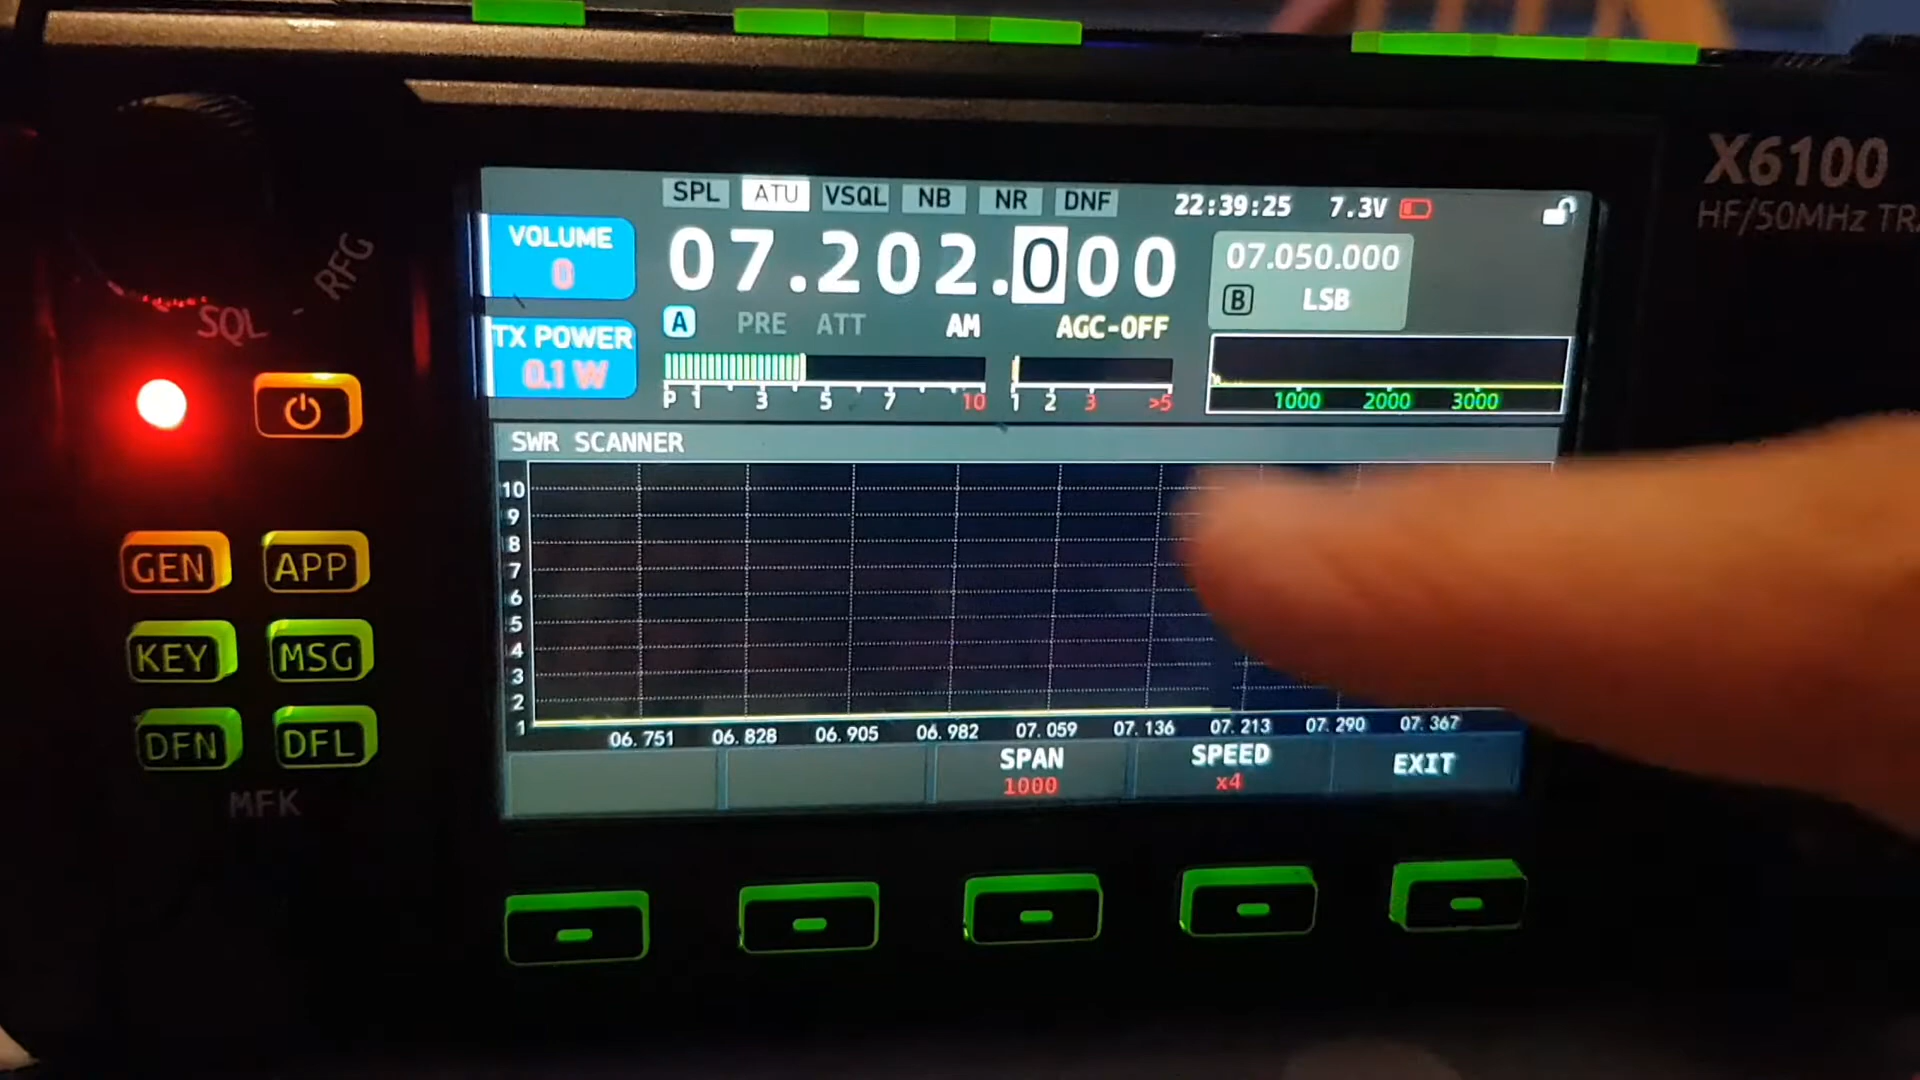 X6100
HF/50MHz TR
SPL ATU VSQL NB NR DNF 22:39:25 7.3V
VOLUME
0
07.202.000
07.050.000
B LSB
TX POWER
0.1 W
A PRE ATT AM AGC-OFF
P 1 3 5 7 10 1 2 3 >5
1000 2000 3000
RFG
SQL
SWR SCANNER
10
9
8
7
6
5
4
3
2
1
06.751 06.828 06.905 06.982 07.059 07.136 07.213 07.290 07.367
SPAN
1000
SPEED
x4
EXIT
GEN APP
KEY MSG
DFN DFL
MFK